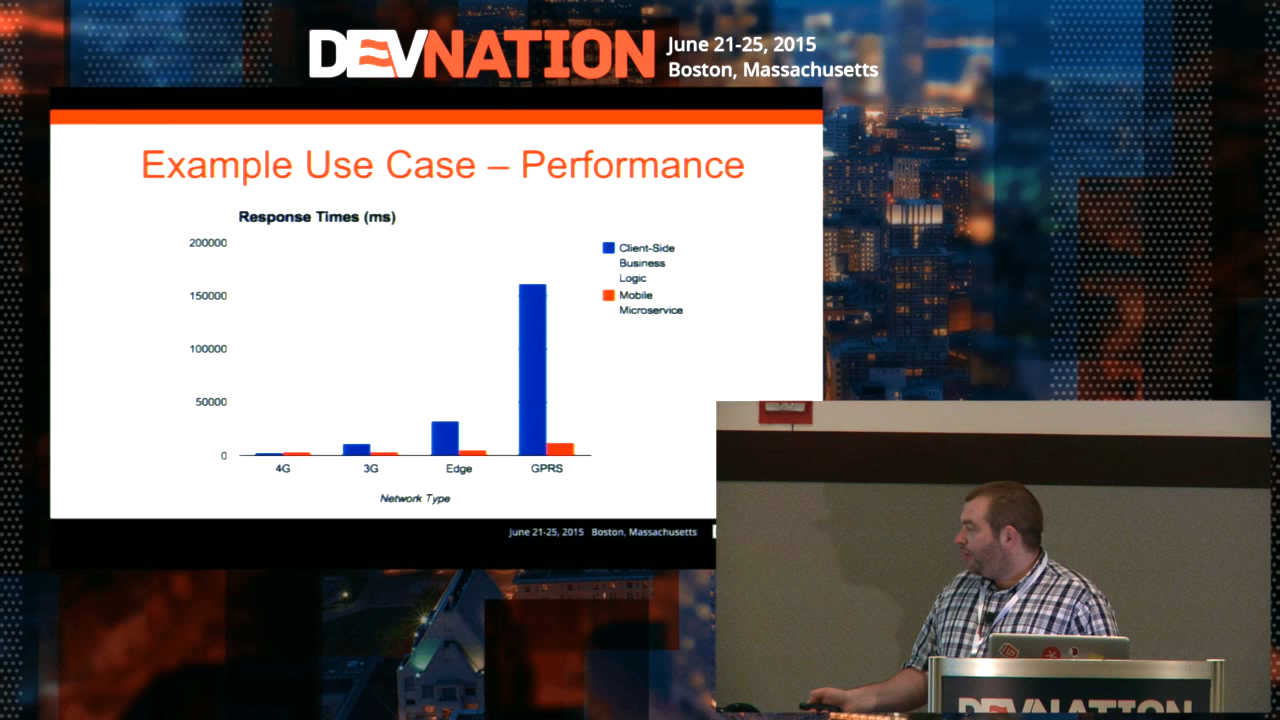 DEVNATION
June 21-25, 2015
Boston, Massachusetts
Example Use Case – Performance
Response Times (ms)
200000
150000
100000
50000
0
Client-Side
Business
Logic
Mobile
Microservice
4G
3G
Edge
GPRS
Network Type
June 21-25, 2015 Boston, Massachusetts
DEVNATION